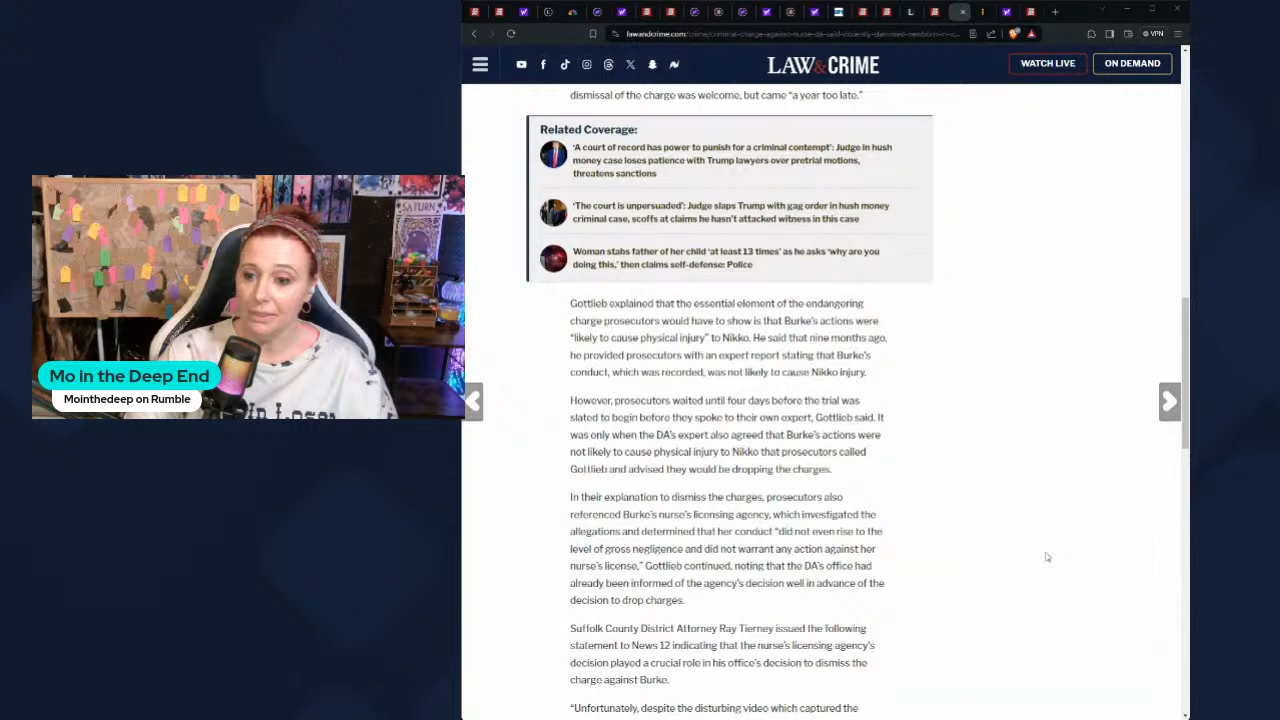 lawandcrime.com/crime/criminal-charge-against-nurse-da-said-violently-slammed-newborn-in-c...
VPN
LAW&CRIME
WATCH LIVE
ON DEMAND
dismissal of the charge was welcome, but came “a year too late.”
Related Coverage:
‘A court of record has power to punish for a criminal contempt’: Judge in hush
money case loses patience with Trump lawyers over pretrial motions,
threatens sanctions
‘The court is unpersuaded’: Judge slaps Trump with gag order in hush money
criminal case, scoffs at claims he hasn’t attacked witness in this case
Woman stabs father of her child ‘at least 13 times’ as he asks ‘why are you
doing this,’ then claims self-defense: Police
Gottlieb explained that the essential element of the endangering
charge prosecutors would have to show is that Burke’s actions were
“likely to cause physical injury” to Nikko. He said that nine months ago,
he provided prosecutors with an expert report stating that Burke’s
conduct, which was recorded, was not likely to cause Nikko injury.
However, prosecutors waited until four days before the trial was
slated to begin before they spoke to their own expert, Gottlieb said. It
was only when the DA’s expert also agreed that Burke’s actions were
not likely to cause physical injury to Nikko that prosecutors called
Gottlieb and advised they would be dropping the charges.
In their explanation to dismiss the charges, prosecutors also
referenced Burke’s nurse’s licensing agency, which investigated the
allegations and determined that her conduct “did not even rise to the
level of gross negligence and did not warrant any action against her
nurse’s license,” Gottlieb continued, noting that the DA’s office had
already been informed of the agency’s decision well in advance of the
decision to drop charges.
Suffolk County District Attorney Ray Tierney issued the following
statement to News 12 indicating that the nurse’s licensing agency’s
decision played a crucial role in his office’s decision to dismiss the
charge against Burke.
“Unfortunately, despite the disturbing video which captured the
SATURN
Mo in the Deep End
Mointhedeep on Rumble